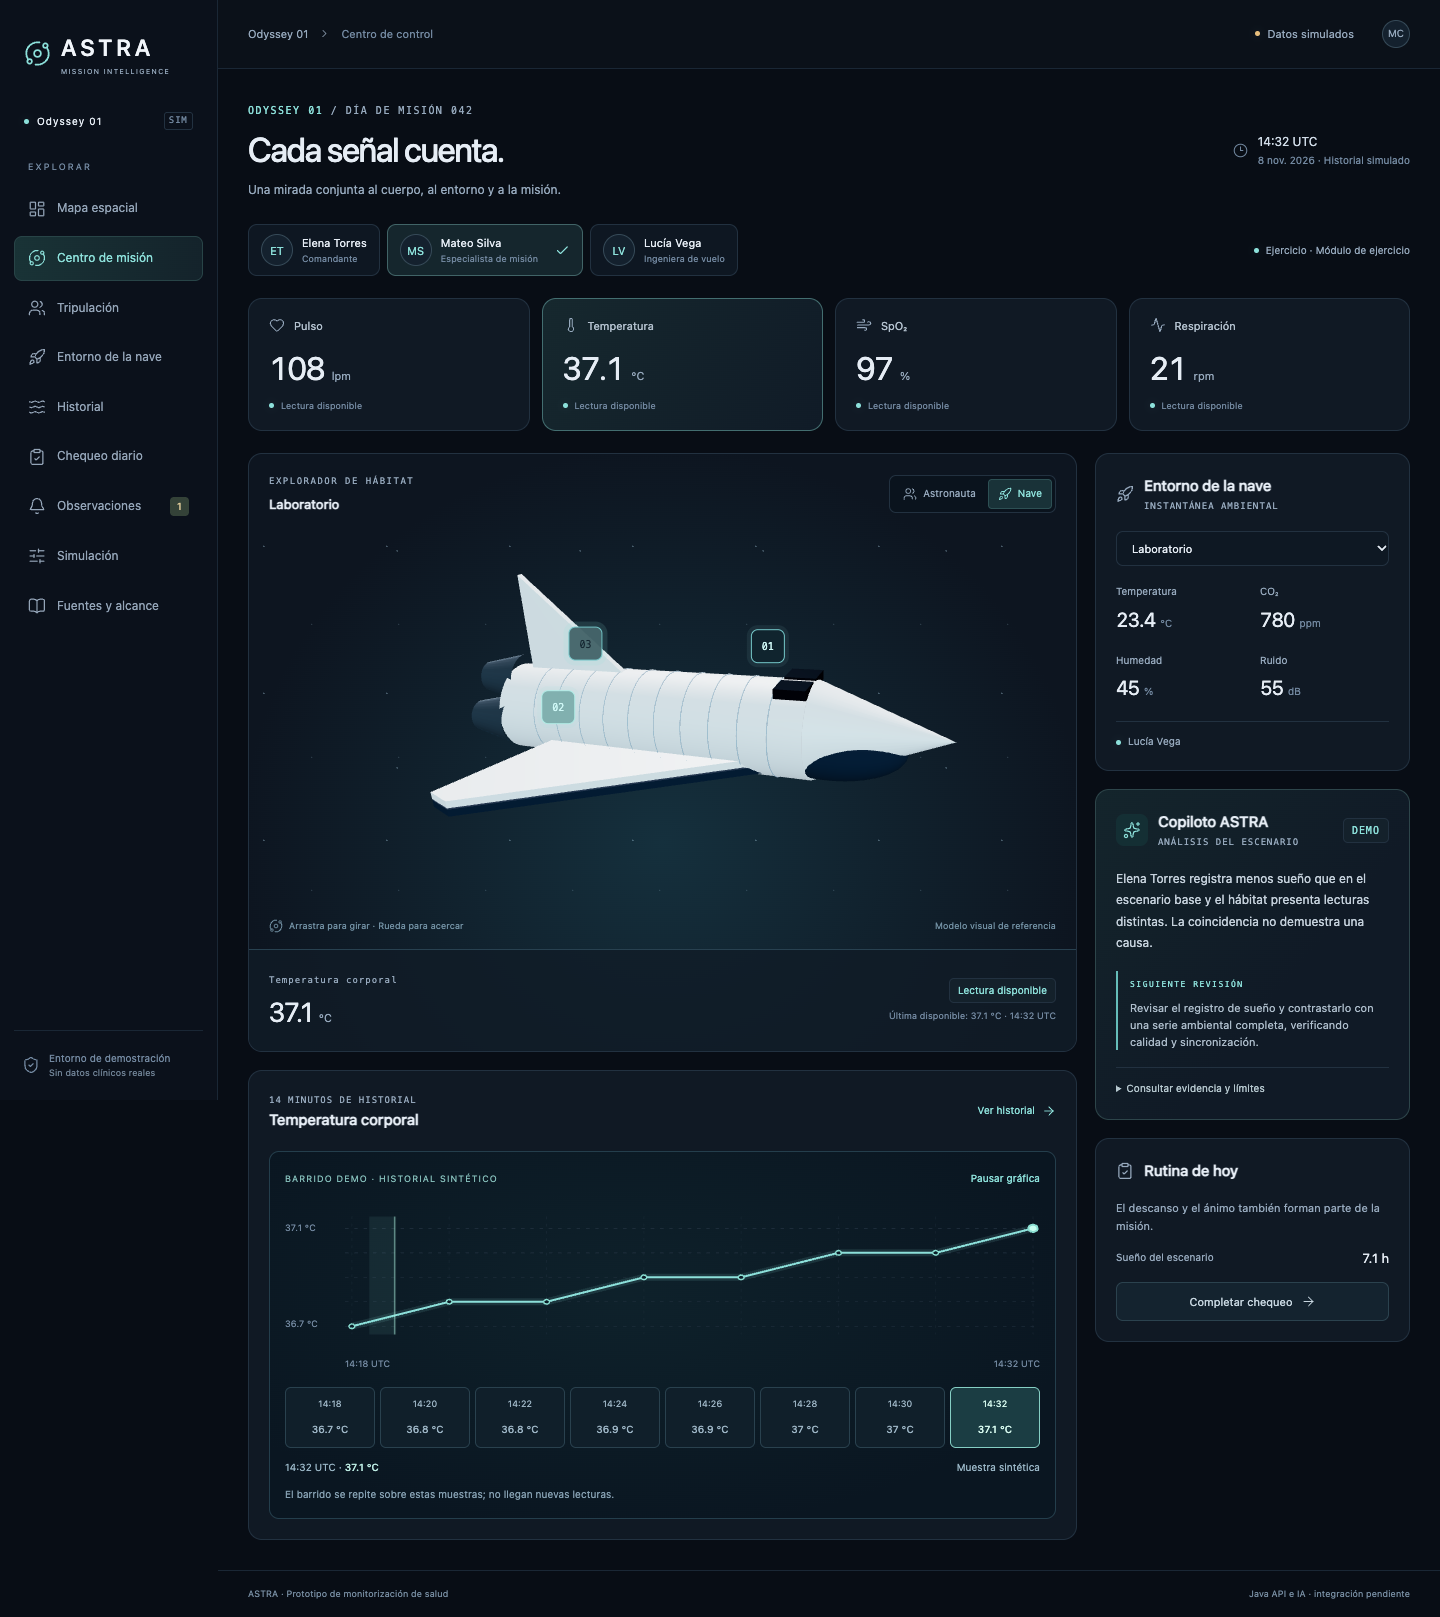 ASTRA
MISSION INTELLIGENCE
Odyssey 01
SIM
EXPLORAR
Mapa espacial
Centro de misión
Tripulación
Entorno de la nave
Historial
Chequeo diario
Observaciones
1
Simulación
Fuentes y alcance
Entorno de demostración
Sin datos clínicos reales
Odyssey 01 > Centro de control
Datos simulados
MC
ODYSSEY 01 / DÍA DE MISIÓN 042
Cada señal cuenta.
Una mirada conjunta al cuerpo, al entorno y a la misión.
14:32 UTC
8 nov. 2026 · Historial simulado
ET
Elena Torres
Comandante
MS
Mateo Silva
Especialista de misión
LV
Lucía Vega
Ingeniera de vuelo
Ejercicio · Módulo de ejercicio
Pulso
108 lpm
Lectura disponible
Temperatura
37.1 °C
Lectura disponible
SpO₂
97 %
Lectura disponible
Respiración
21 rpm
Lectura disponible
EXPLORADOR DE HÁBITAT
Laboratorio
Astronauta
Nave
03
01
02
Arrastra para girar · Rueda para acercar
Modelo visual de referencia
Temperatura corporal
37.1 °C
Lectura disponible
Última disponible: 37.1 °C · 14:32 UTC
14 MINUTOS DE HISTORIAL
Temperatura corporal
Ver historial
BARRIDO DEMO · HISTORIAL SINTÉTICO
Pausar gráfica
37.1 °C
36.7 °C
14:18 UTC
14:32 UTC
14:18
36.7 °C
14:20
36.8 °C
14:22
36.8 °C
14:24
36.9 °C
14:26
36.9 °C
14:28
37 °C
14:30
37 °C
14:32
37.1 °C
14:32 UTC · 37.1 °C
Muestra sintética
El barrido se repite sobre estas muestras; no llegan nuevas lecturas.
Entorno de la nave
INSTANTÁNEA AMBIENTAL
Laboratorio
Temperatura
23.4 °C
CO₂
780 ppm
Humedad
45 %
Ruido
55 dB
Lucía Vega
Copiloto ASTRA
ANÁLISIS DEL ESCENARIO
DEMO
Elena Torres registra menos sueño que en el
escenario base y el hábitat presenta lecturas
distintas. La coincidencia no demuestra una
causa.
SIGUIENTE REVISIÓN
Revisar el registro de sueño y contrastarlo con
una serie ambiental completa, verificando
calidad y sincronización.
Consultar evidencia y límites
Rutina de hoy
El descanso y el ánimo también forman parte de la
misión.
Sueño del escenario
7.1 h
Completar chequeo
ASTRA · Prototipo de monitorización de salud
Java API e IA · integración pendiente